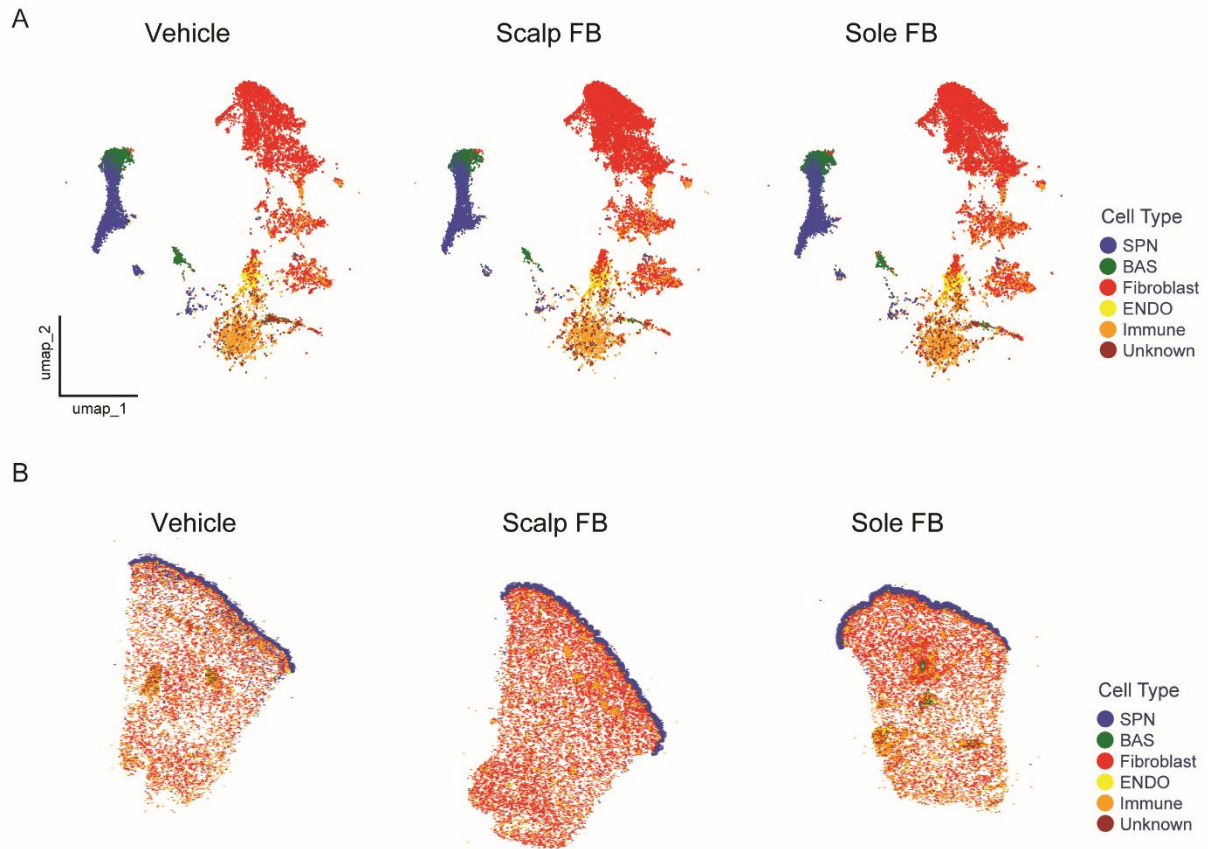 A
Vehicle
Scalp FB
Sole FB
Cell Type
SPN
BAS
Fibroblast
ENDO
Immune
Unknown
umap_2
umap_1
B
Vehicle
Scalp FB
Sole FB
Cell Type
SPN
BAS
Fibroblast
ENDO
Immune
Unknown